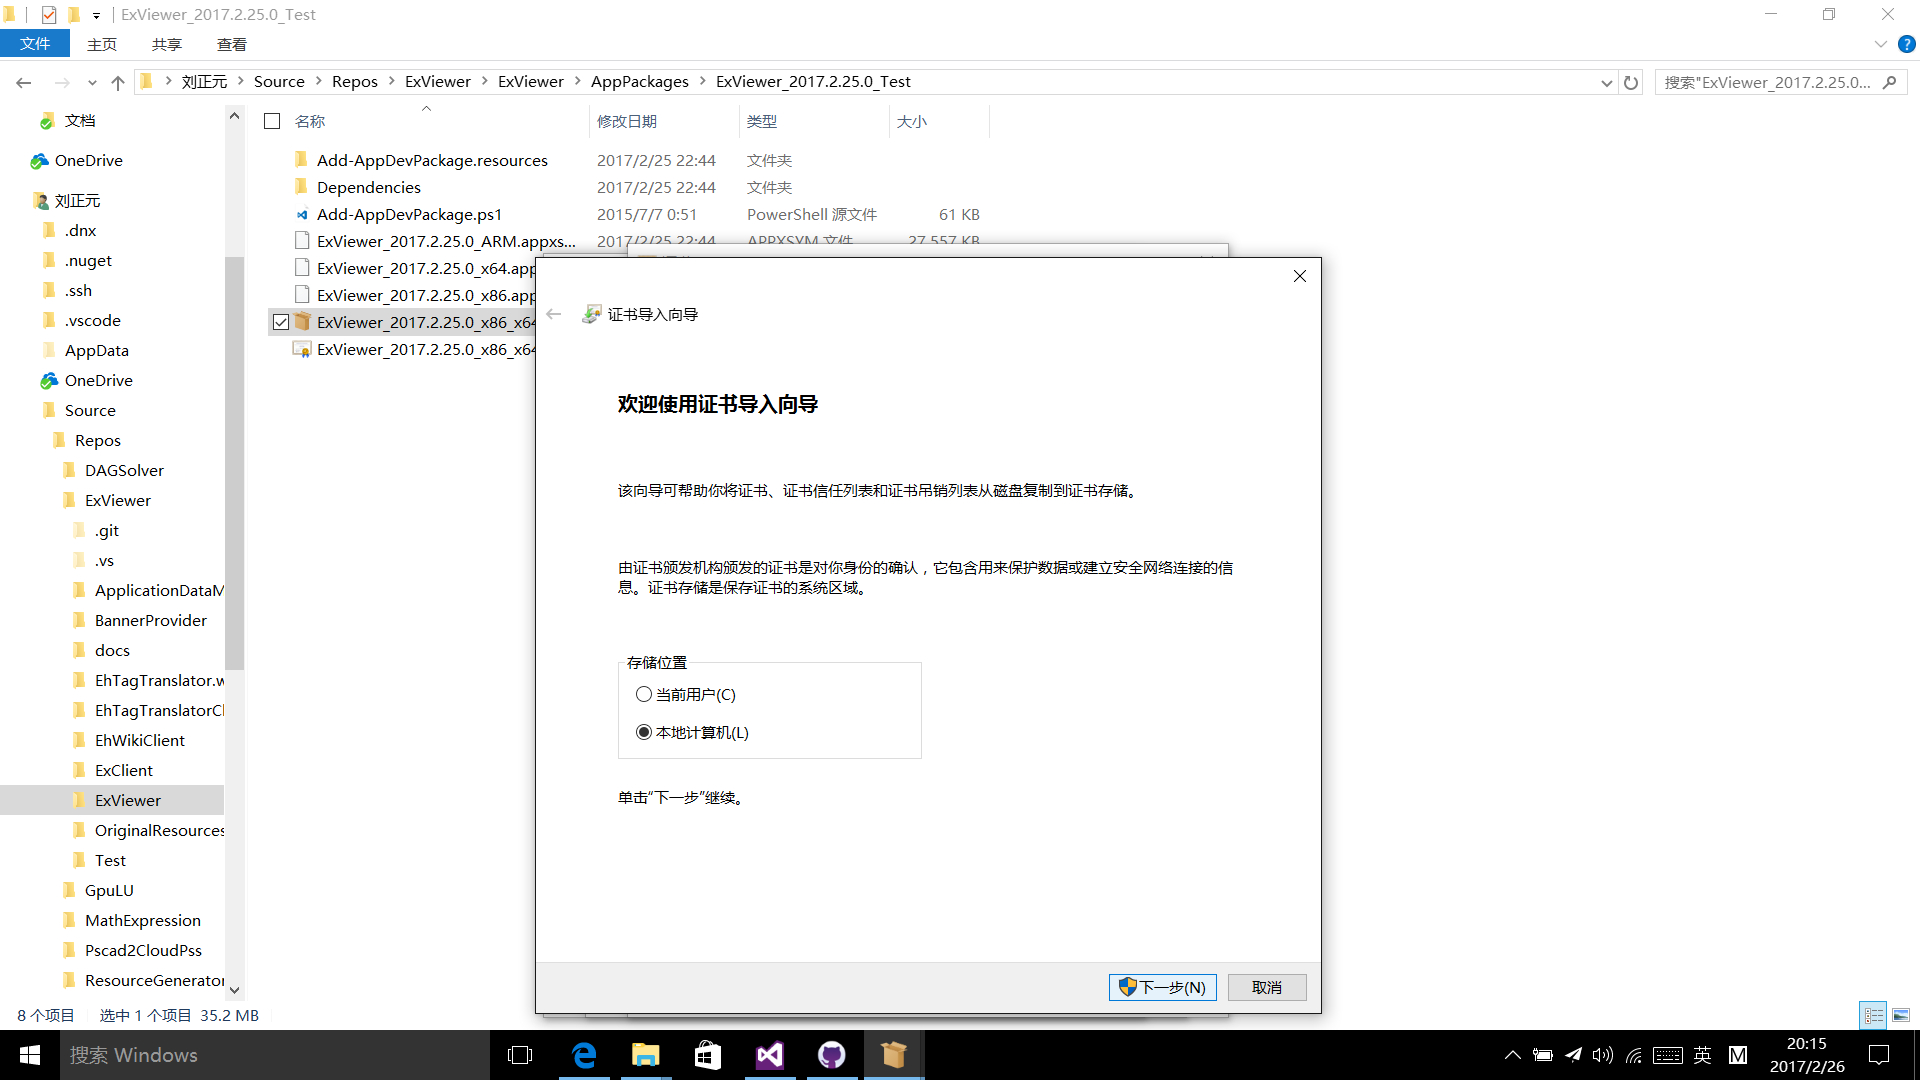 ExViewer_2017.2.25.0_Test
文件 主页 共享 查看
刘正元 Source Repos ExViewer ExViewer AppPackages ExViewer_2017.2.25.0_Test 搜索"ExViewer_2017.2.25.0...
文档
OneDrive
刘正元
.dnx
.nuget
.ssh
.vscode
AppData
OneDrive
Source
Repos
DAGSolver
ExViewer
.git
.vs
ApplicationDataM
BannerProvider
docs
EhTagTranslator.w
EhTagTranslatorCl
EhWikiClient
ExClient
ExViewer
OriginalResources
Test
GpuLU
MathExpression
Pscad2CloudPss
ResourceGenerator
名称 修改日期 类型 大小
Add-AppDevPackage.resources 2017/2/25 22:44 文件夹
Dependencies 2017/2/25 22:44 文件夹
Add-AppDevPackage.ps1 2015/7/7 0:51 PowerShell 源文件 61 KB
ExViewer_2017.2.25.0_ARM.appxs... 2017/2/25 22:44 APPXSYM 文件 27,557 KB
ExViewer_2017.2.25.0_x64.app
ExViewer_2017.2.25.0_x86.app
ExViewer_2017.2.25.0_x86_x64
ExViewer_2017.2.25.0_x86_x64
证书导入向导
欢迎使用证书导入向导
该向导可帮助你将证书、证书信任列表和证书吊销列表从磁盘复制到证书存储。
由证书颁发机构颁发的证书是对你身份的确认，它包含用来保护数据或建立安全网络连接的信
息。证书存储是保存证书的系统区域。
存储位置
当前用户(C)
本地计算机(L)
单击“下一步”继续。
下一步(N) 取消
8 个项目 选中 1 个项目 35.2 MB
搜索 Windows
英 M
20:15
2017/2/26